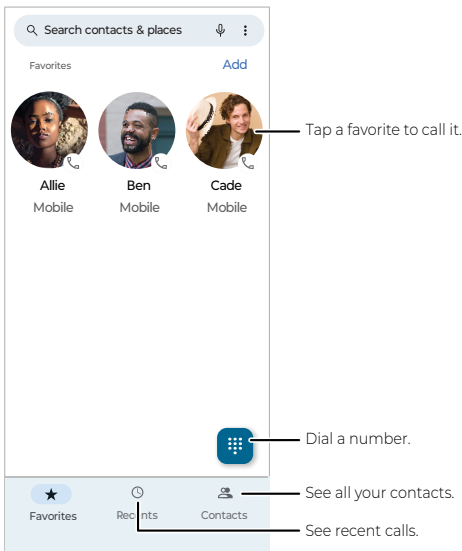 Search contacts & places
Favorites
Add
Tap a favorite to call it.
Allie
Ben
Cade
Mobile
Mobile
Mobile
Dial a number.
See all your contacts.
Favorites
Recents
Contacts
See recent calls.